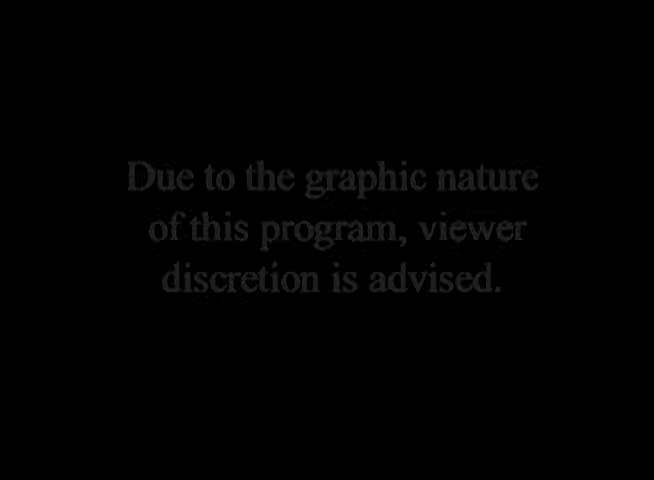 Due to the graphic nature
of this program, viewer
discretion is advised.